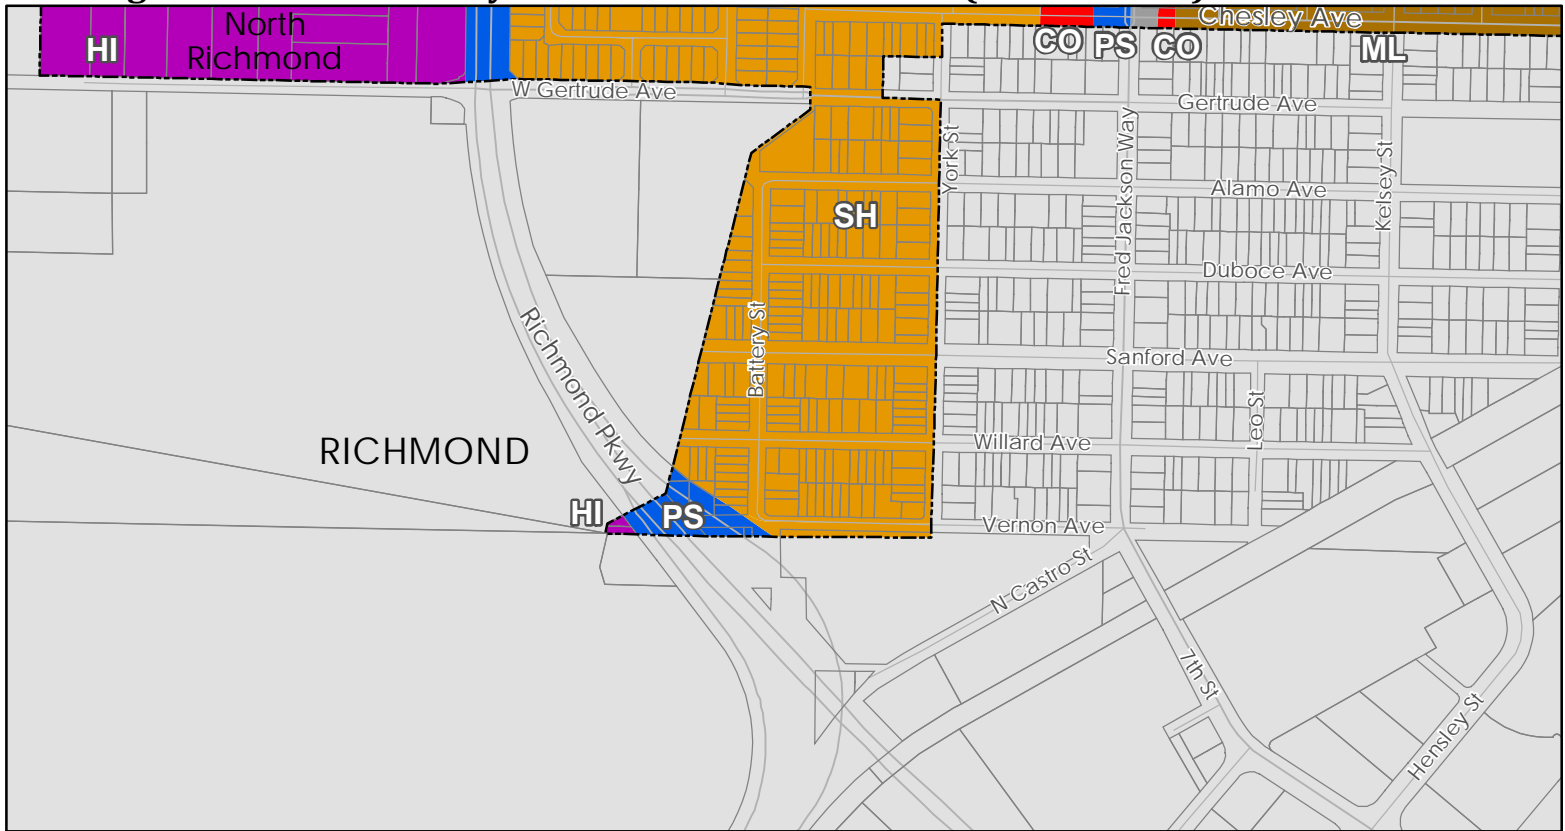 Chesley Ave
North
Richmond
HI
CO
PS
CO
ML
W Gertrude Ave
Gertrude Ave
York St
Fred Jackson Way
Kelsey St
Alamo Ave
SH
Duboce Ave
Battery St
Richmond Pkwy
Sanford Ave
Leo St
Willard Ave
RICHMOND
HI
PS
Vernon Ave
N Castro St
7th St
Hensley St